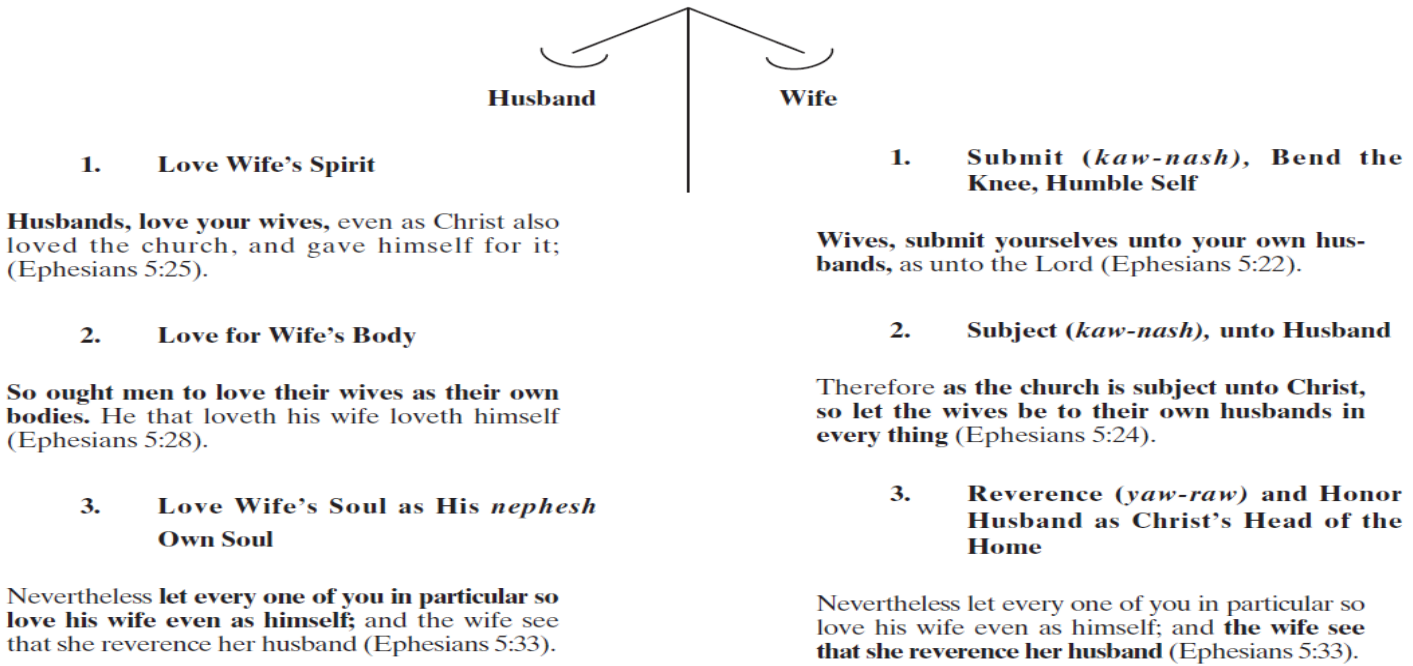 Husband
1. Love Wife's Spirit
Husbands, love your wives, even as Christ also
loved the church, and gave himself for it;
(Ephesians 5:25).
2. Love for Wife's Body
So ought men to love their wives as their own
bodies. He that loveth his wife loveth himself
(Ephesians 5:28).
3. Love Wife's Soul as His nephesh
Own Soul
Nevertheless let every one of you in particular so
love his wife even as himself; and the wife see
that she reverence her husband (Ephesians 5:33).
Wife
1. Submit (kaw-nash), Bend the
Knee, Humble Self
Wives, submit yourselves unto your own hus-
bands, as unto the Lord (Ephesians 5:22).
2. Subject (kaw-nash), unto Husband
Therefore as the church is subject unto Christ,
so let the wives be to their own husbands in
every thing (Ephesians 5:24).
3. Reverence (yaw-raw) and Honor
Husband as Christ's Head of the
Home
Nevertheless let every one of you in particular so
love his wife even as himself; and the wife see
that she reverence her husband (Ephesians 5:33).